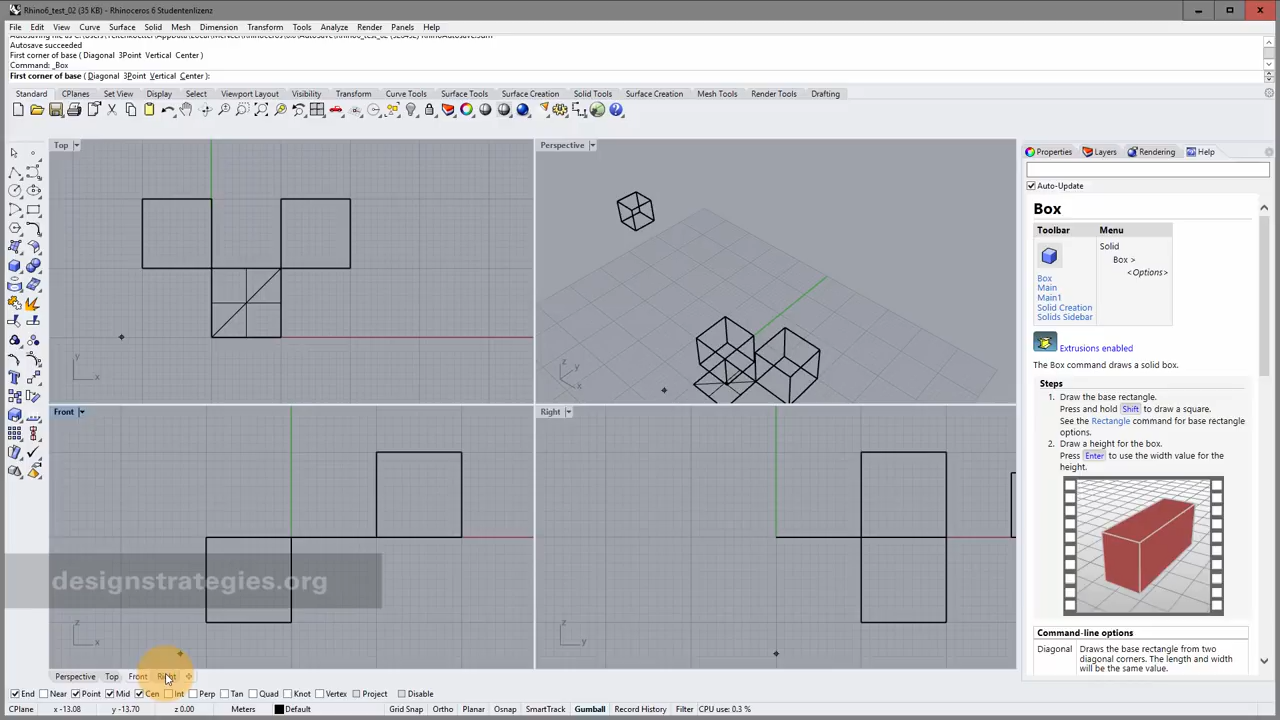 Rhino6_test_02 (35 KB) - Rhinoceros 6 Studentenlizenz
File Edit View Curve Surface Solid Mesh Dimension Transform Tools Analyze Render Panels Help
Autosave succeeded
First corner of base ( Diagonal 3Point Vertical Center )
Command: _Box
First corner of base ( Diagonal 3Point Vertical Center ):
Standard CPlanes Set View Display Select Viewport Layout Visibility Transform Curve Tools Surface Tools Surface Creation Solid Tools Surface Creation Mesh Tools Render Tools Drafting
Top
Perspective
Properties Layers Rendering Help
Auto-Update
Box
Toolbar Menu
Solid
Box >
<Options>
Box
Main
Main1
Solid Creation
Solids Sidebar
Extrusions enabled
The Box command draws a solid box.
Steps
1. Draw the base rectangle.
Press and hold Shift to draw a square.
See the Rectangle command for base rectangle
options.
2. Draw a height for the box.
Press Enter to use the width value for the
height.
y
x
z
y
x
Front
Right
designstrategies.org
z
x
z
y
Command-line options
Diagonal Draws the base rectangle from two
diagonal corners. The length and width
will be the same value.
Perspective Top Front Right
End Near Point Mid Cen Int Perp Tan Quad Knot Vertex Project Disable
CPlane x -13.08 y -13.70 z 0.00 Meters Default Grid Snap Ortho Planar Osnap SmartTrack Gumball Record History Filter CPU use: 0.3 %